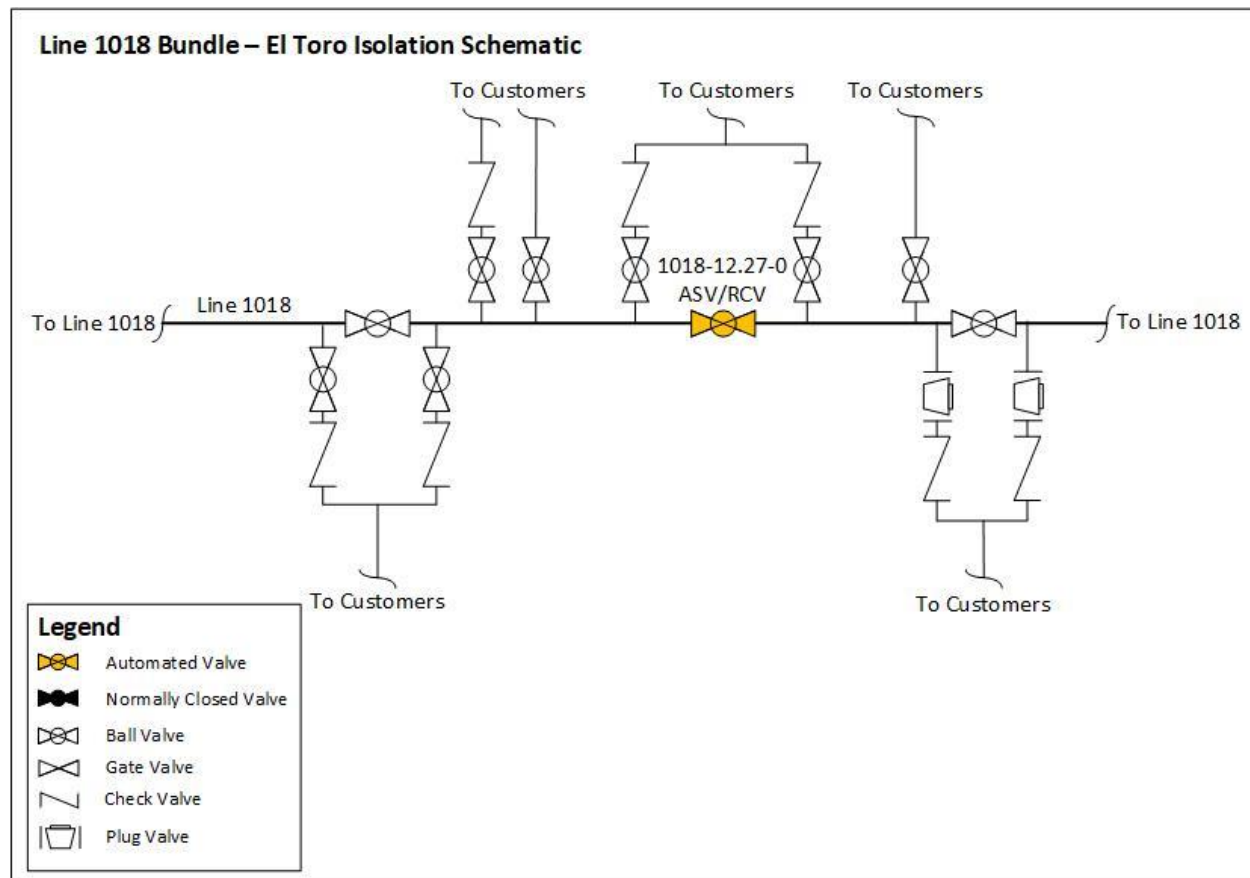 Line 1018 Bundle – El Toro Isolation Schematic
To Customers
To Customers
To Customers
1018-12.27-0
ASV/RCV
Line 1018
To Line 1018
To Line 1018
To Customers
To Customers
Legend
Automated Valve
Normally Closed Valve
Ball Valve
Gate Valve
Check Valve
Plug Valve